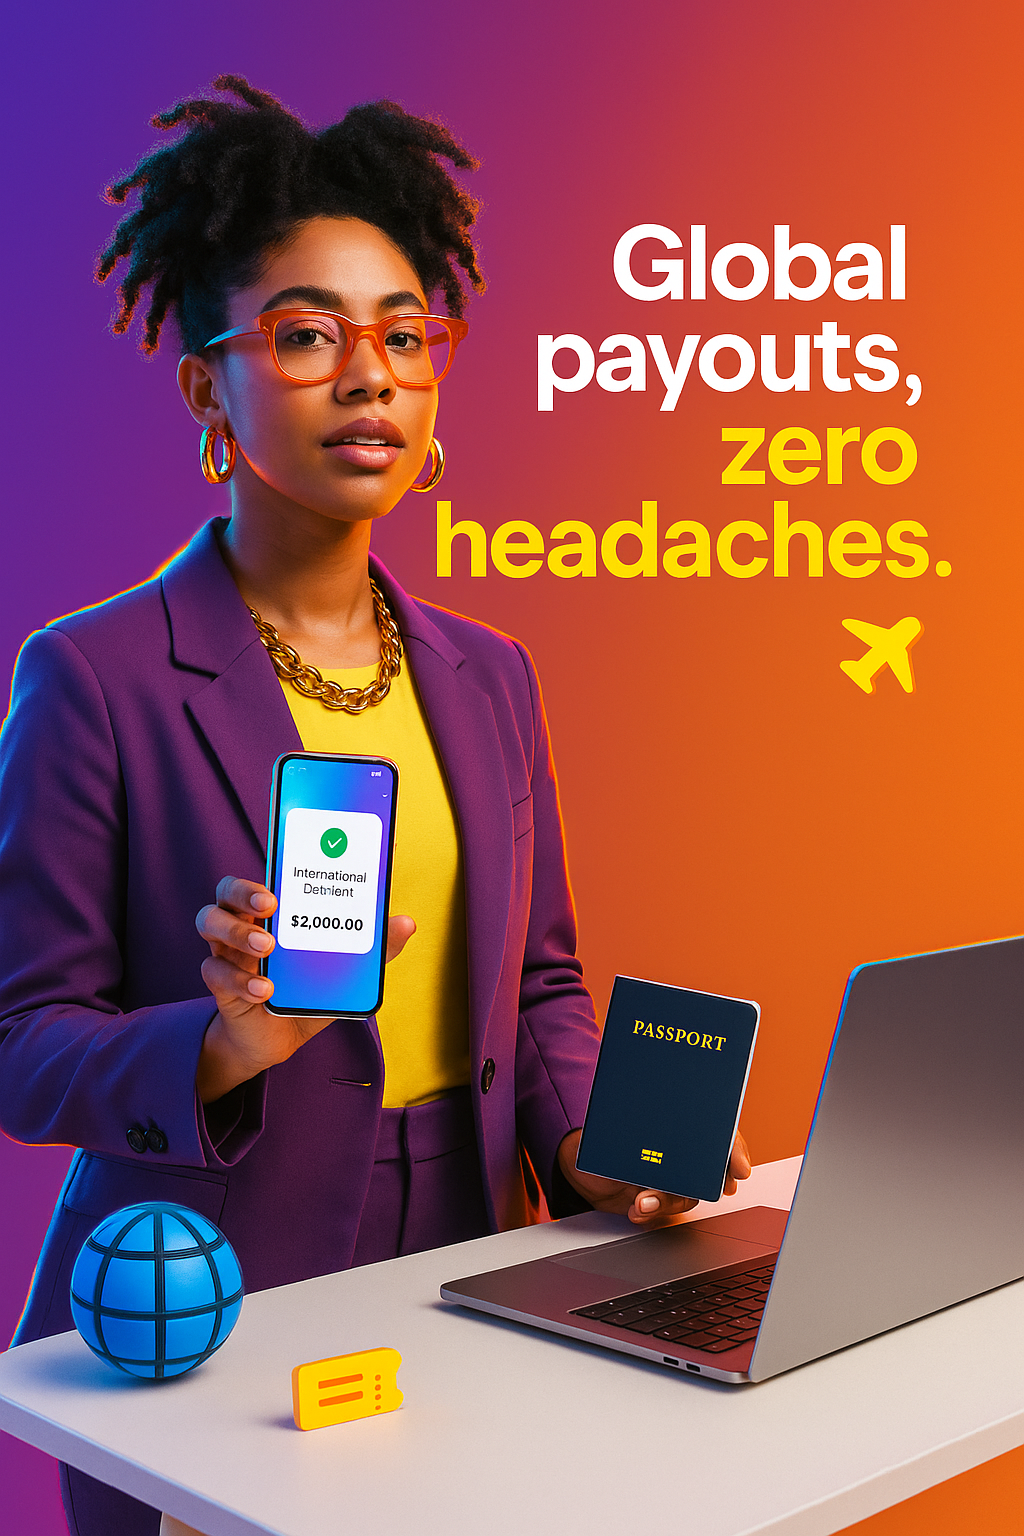 Global
payouts,
zero
headaches.
International
$2,000.00
PASSPORT